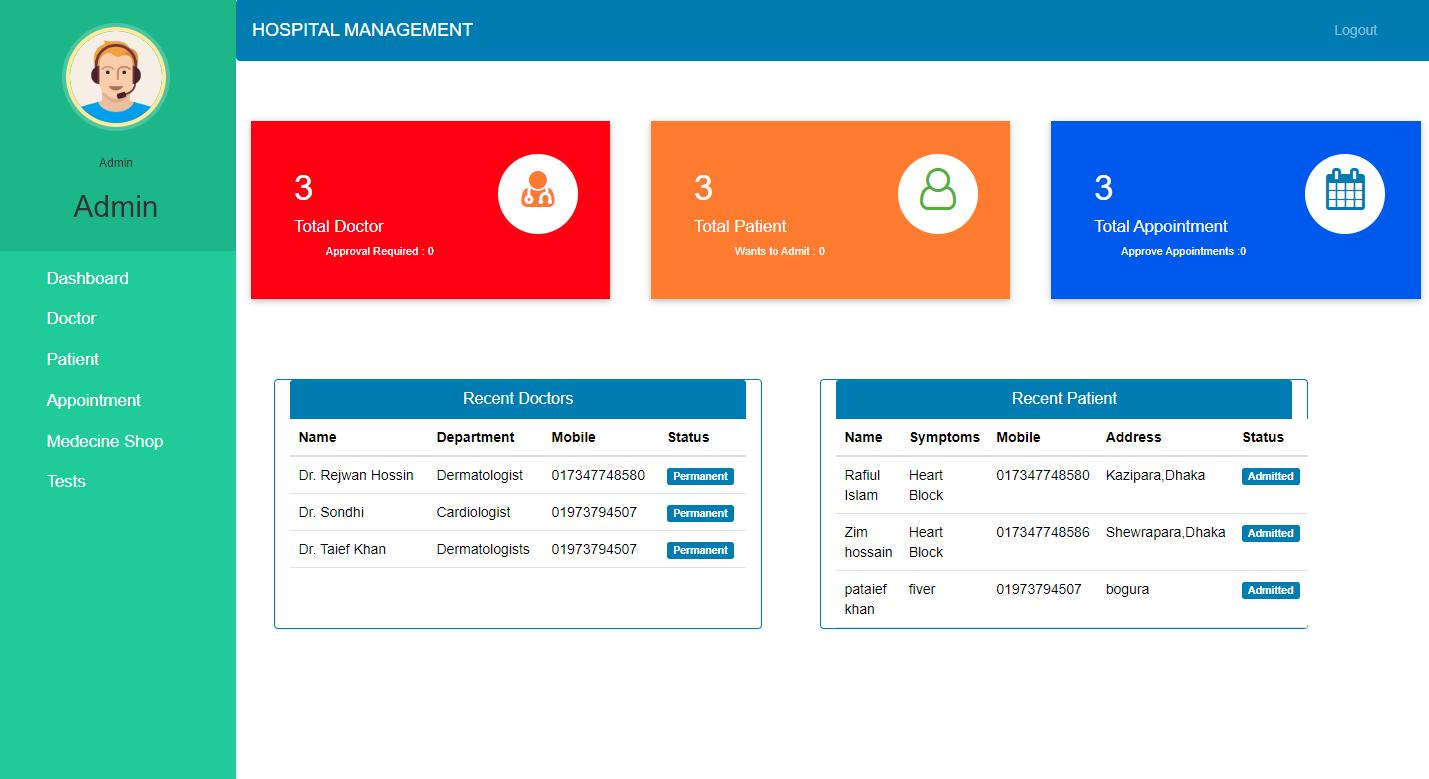 HOSPITAL MANAGEMENT
Logout
Admin
Admin
Dashboard
Doctor
Patient
Appointment
Medecine Shop
Tests
3
Total Doctor
Approval Required : 0
3
Total Patient
Wants to Admit : 0
3
Total Appointment
Approve Appointments :0
Recent Doctors
Name Department Mobile Status
Dr. Rejwan Hossin Dermatologist 017347748580 Permanent
Dr. Sondhi Cardiologist 01973794507 Permanent
Dr. Taief Khan Dermatologists 01973794507 Permanent
Recent Patient
Name Symptoms Mobile Address Status
Rafiul Heart 017347748580 Kazipara,Dhaka Admitted
Islam Block
Zim Heart 017347748586 Shewrapara,Dhaka Admitted
hossain Block
pataief fiver 01973794507 bogura Admitted
khan